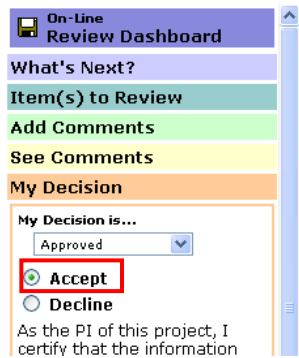 On-Line
Review Dashboard
What's Next?
Item(s) to Review
Add Comments
See Comments
My Decision
My Decision is...
Approved
Accept
Decline
As the PI of this project, I
certify that the information